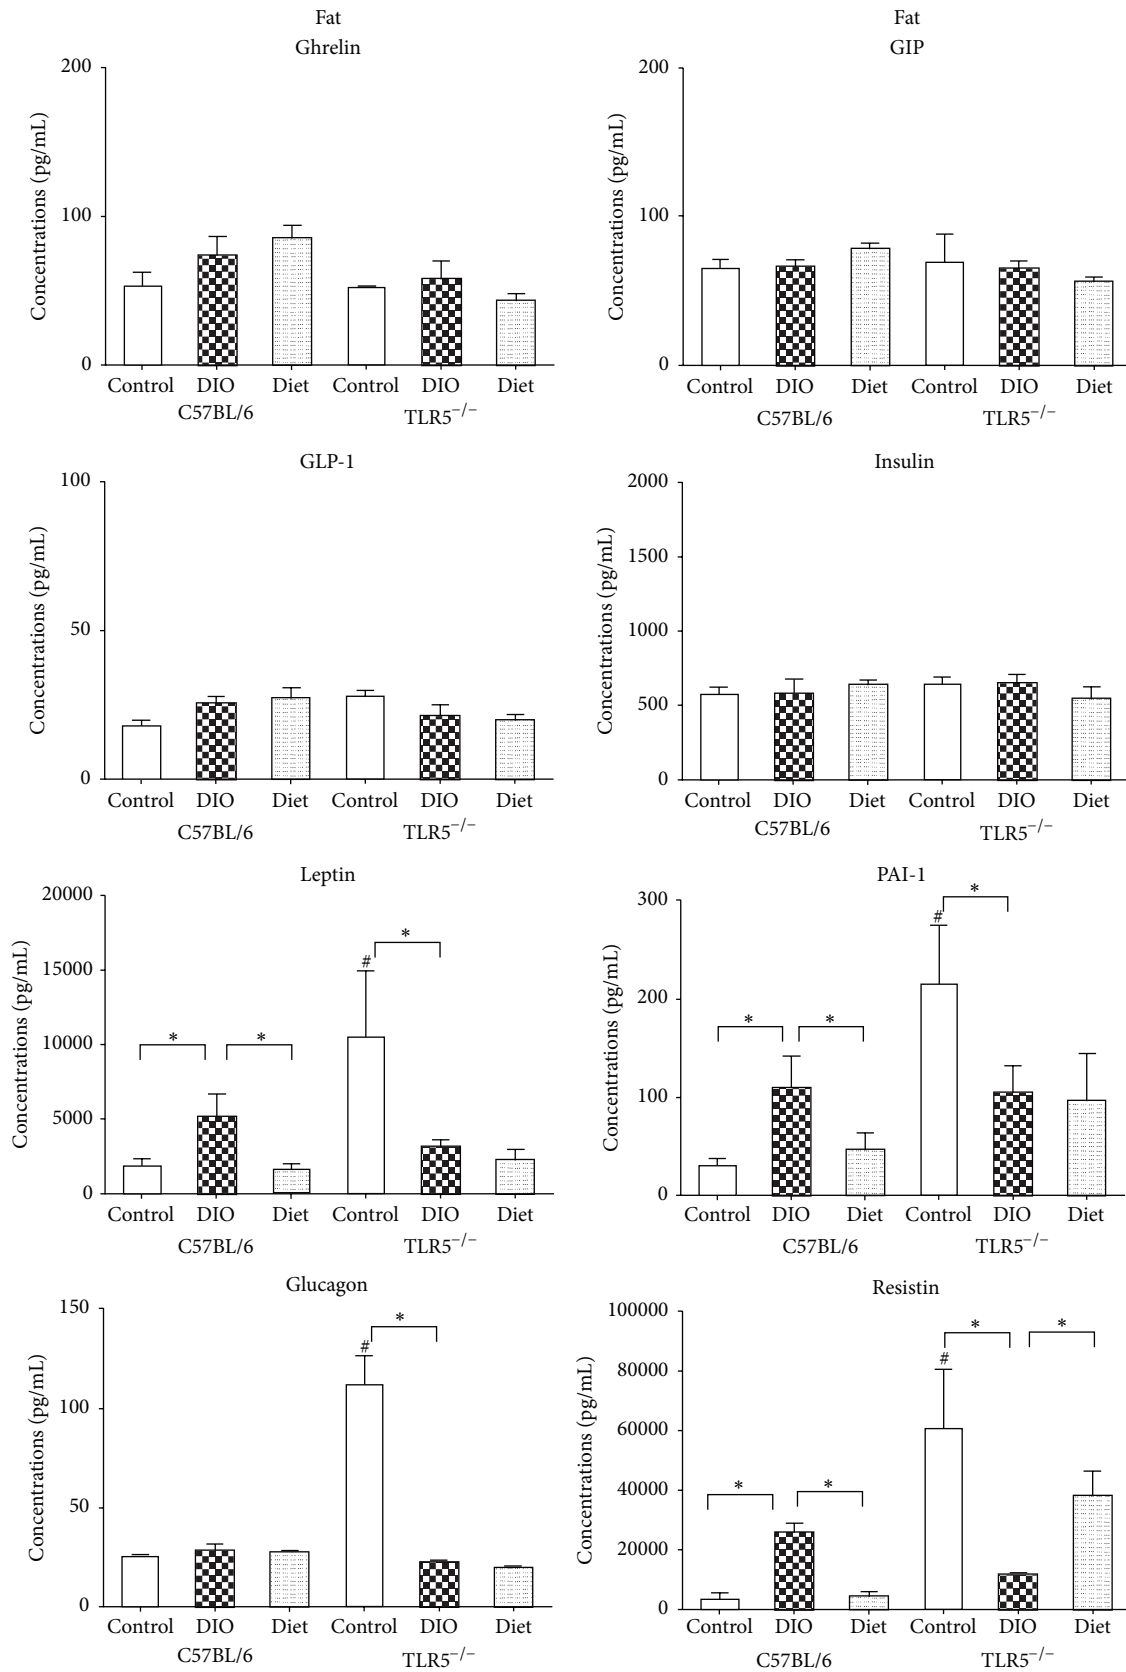 Fat
Ghrelin
Concentrations (pg/mL)
200
100
0
Control DIO Diet Control DIO Diet
C57BL/6 TLR5−/−
Fat
GIP
Concentrations (pg/mL)
200
100
0
Control DIO Diet Control DIO Diet
C57BL/6 TLR5−/−
GLP-1
Concentrations (pg/mL)
100
50
0
Control DIO Diet Control DIO Diet
C57BL/6 TLR5−/−
Insulin
Concentrations (pg/mL)
2000
1500
1000
500
0
Control DIO Diet Control DIO Diet
C57BL/6 TLR5−/−
Leptin
Concentrations (pg/mL)
20000
15000
10000
5000
0
* * # *
Control DIO Diet Control DIO Diet
C57BL/6 TLR5−/−
PAI-1
Concentrations (pg/mL)
300
200
100
0
* * # *
Control DIO Diet Control DIO Diet
C57BL/6 TLR5−/−
Glucagon
Concentrations (pg/mL)
150
100
50
0
# *
Control DIO Diet Control DIO Diet
C57BL/6 TLR5−/−
Resistin
Concentrations (pg/mL)
100000
80000
60000
40000
20000
0
* * # * *
Control DIO Diet Control DIO Diet
C57BL/6 TLR5−/−